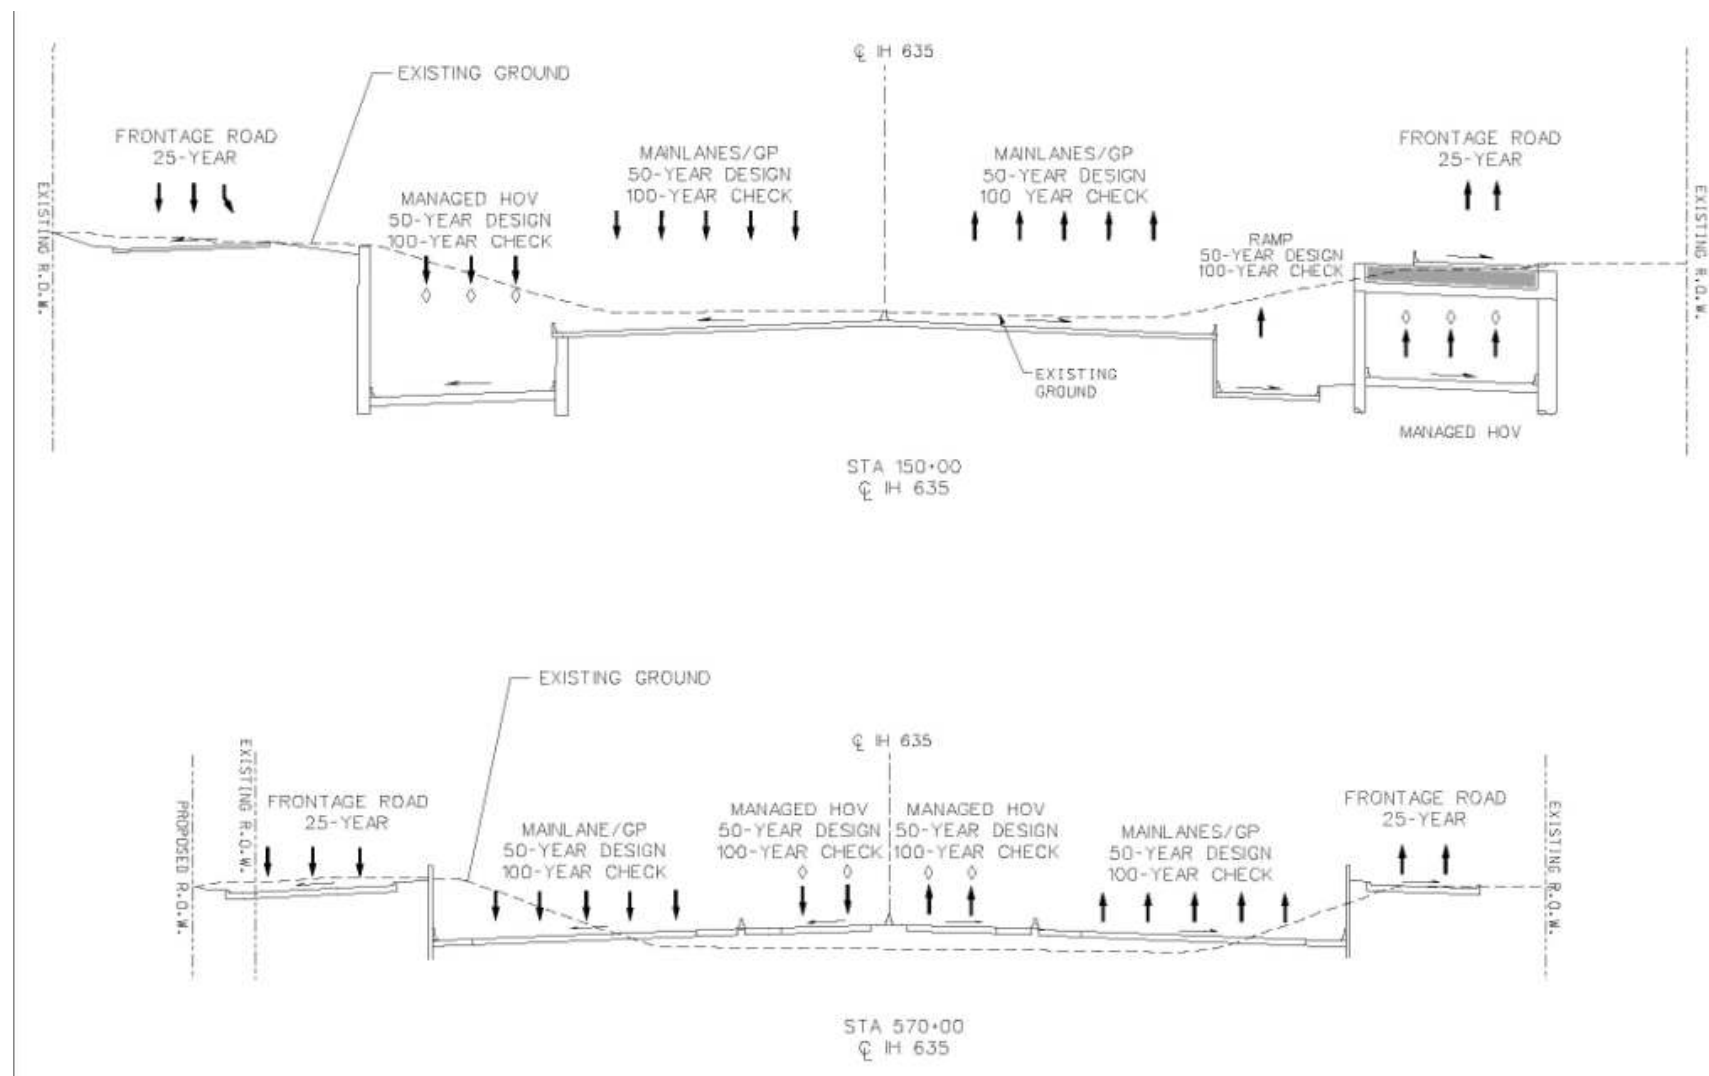 ℄ IH 635
EXISTING GROUND
FRONTAGE ROAD
25-YEAR
MAINLANES/GP
50-YEAR DESIGN
100-YEAR CHECK
MAINLANES/GP
50-YEAR DESIGN
100 YEAR CHECK
FRONTAGE ROAD
25-YEAR
EXISTING R.O.W.
MANAGED HOV
50-YEAR DESIGN
100-YEAR CHECK
RAMP
50-YEAR DESIGN
100-YEAR CHECK
EXISTING R.O.W.
EXISTING
GROUND
MANAGED HOV
STA 150+00
℄ IH 635
EXISTING GROUND
℄ IH 635
PROPOSED R.O.W.
EXISTING R.O.W.
FRONTAGE ROAD
25-YEAR
MAINLANE/GP
50-YEAR DESIGN
100-YEAR CHECK
MANAGED HOV
50-YEAR DESIGN
100-YEAR CHECK
MANAGED HOV
50-YEAR DESIGN
100-YEAR CHECK
MAINLANES/GP
50-YEAR DESIGN
100-YEAR CHECK
FRONTAGE ROAD
25-YEAR
EXISTING R.O.W.
STA 570+00
℄ IH 635